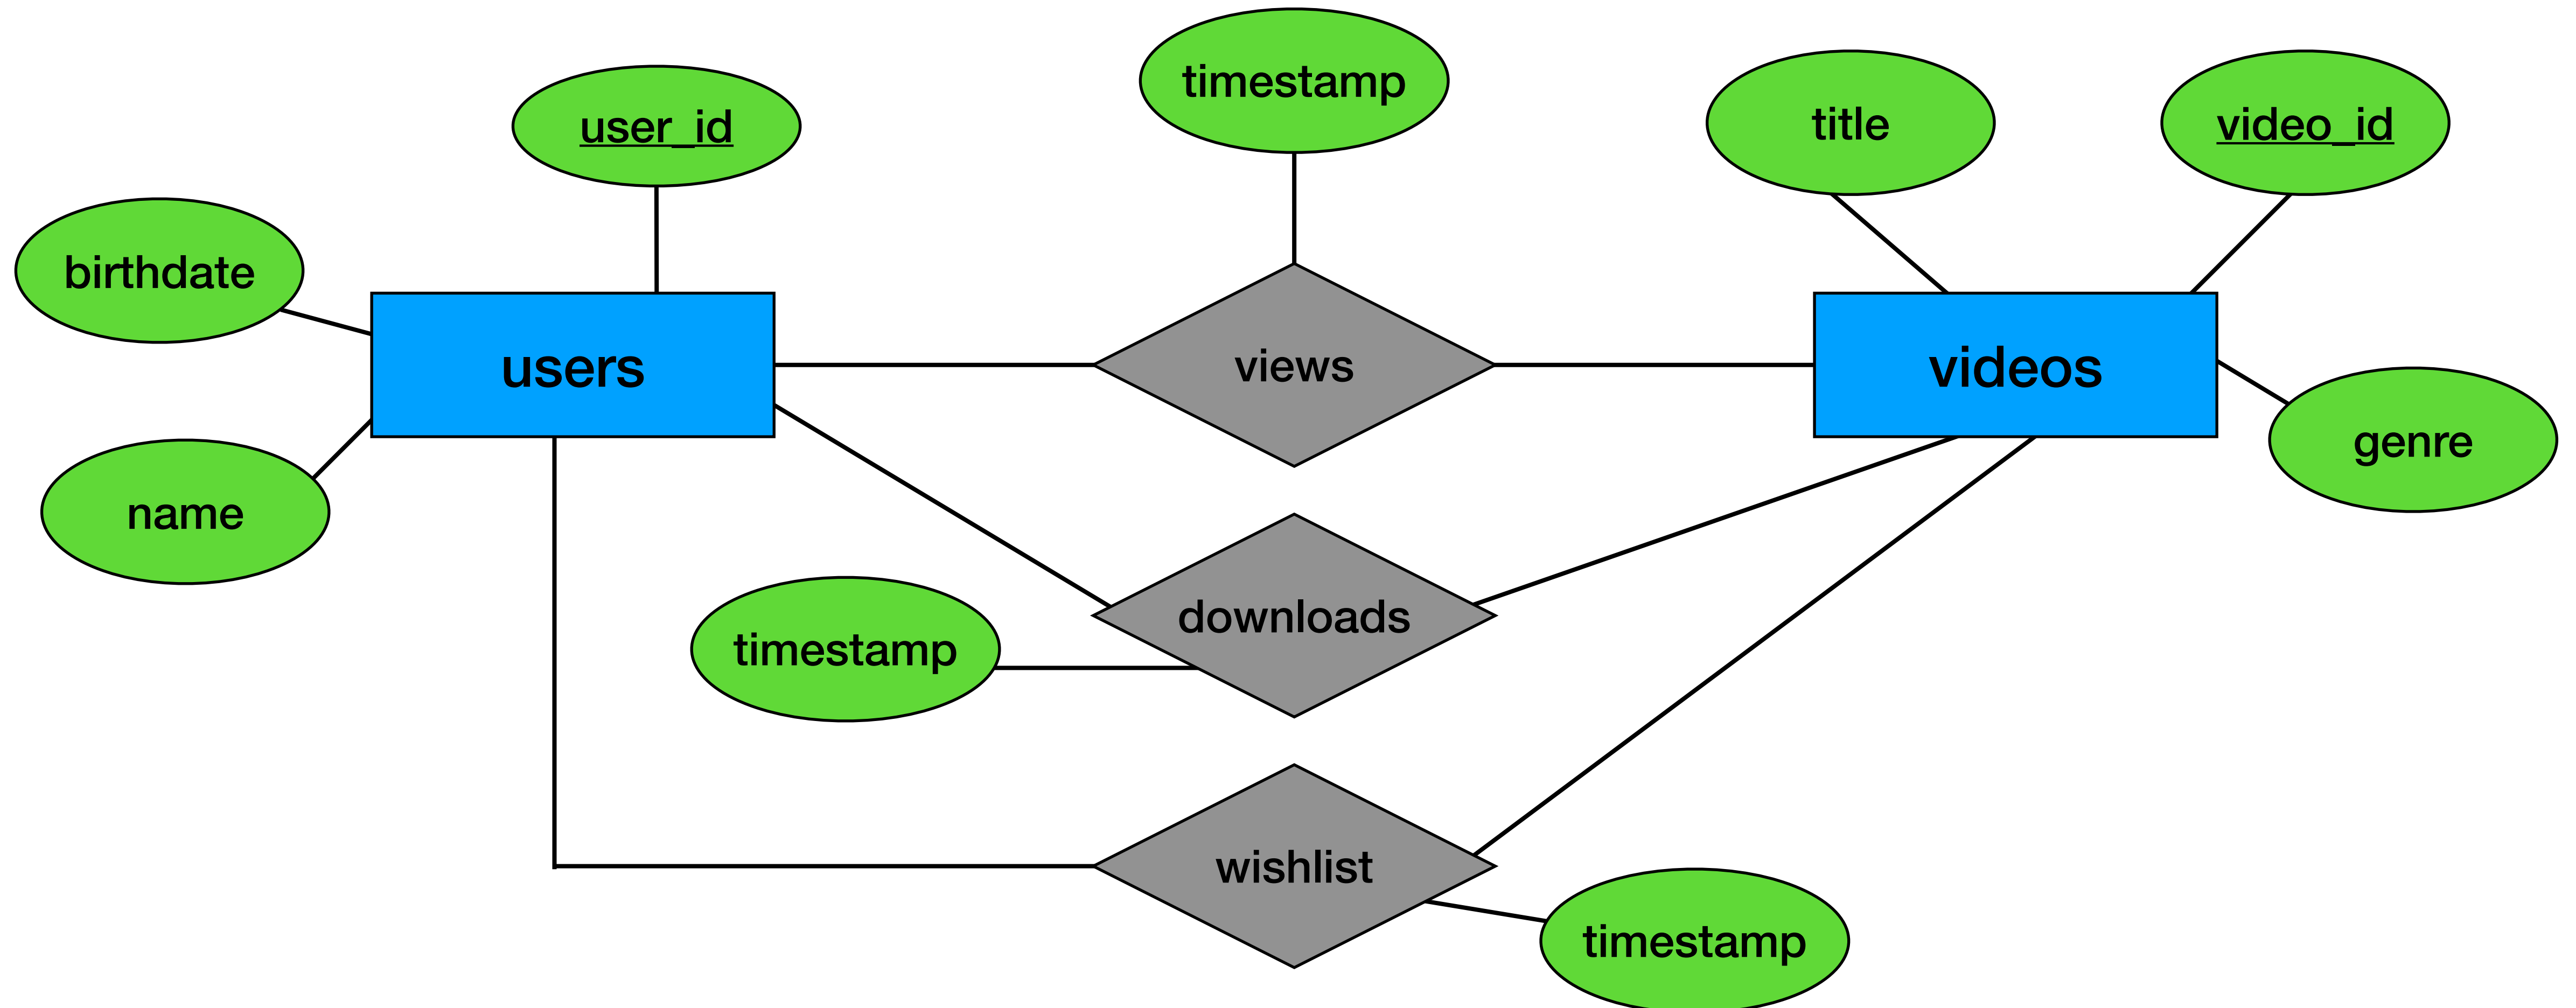 timestamp
user_id
title
video_id
birthdate
users
views
videos
genre
name
downloads
timestamp
wishlist
timestamp